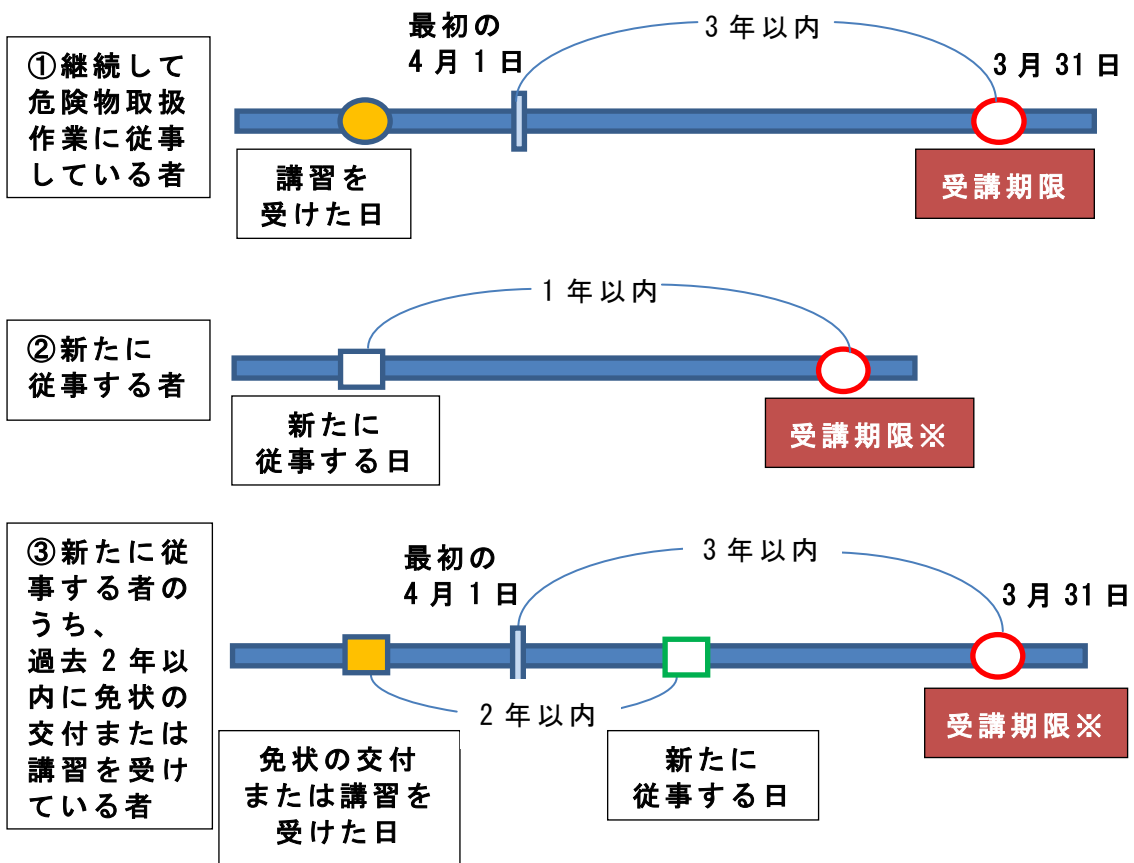 ①継続して
危険物取扱
作業に従事
している者
最初の
4月1日
3年以内
3月31日
講習を
受けた日
受講期限
②新たに
従事する者
1年以内
新たに
従事する日
受講期限※
③新たに従
事する者の
うち、
過去2年以
内に免状の
交付または
講習を受け
ている者
最初の
4月1日
3年以内
3月31日
2年以内
免状の交付
または講習を
受けた日
新たに
従事する日
受講期限※